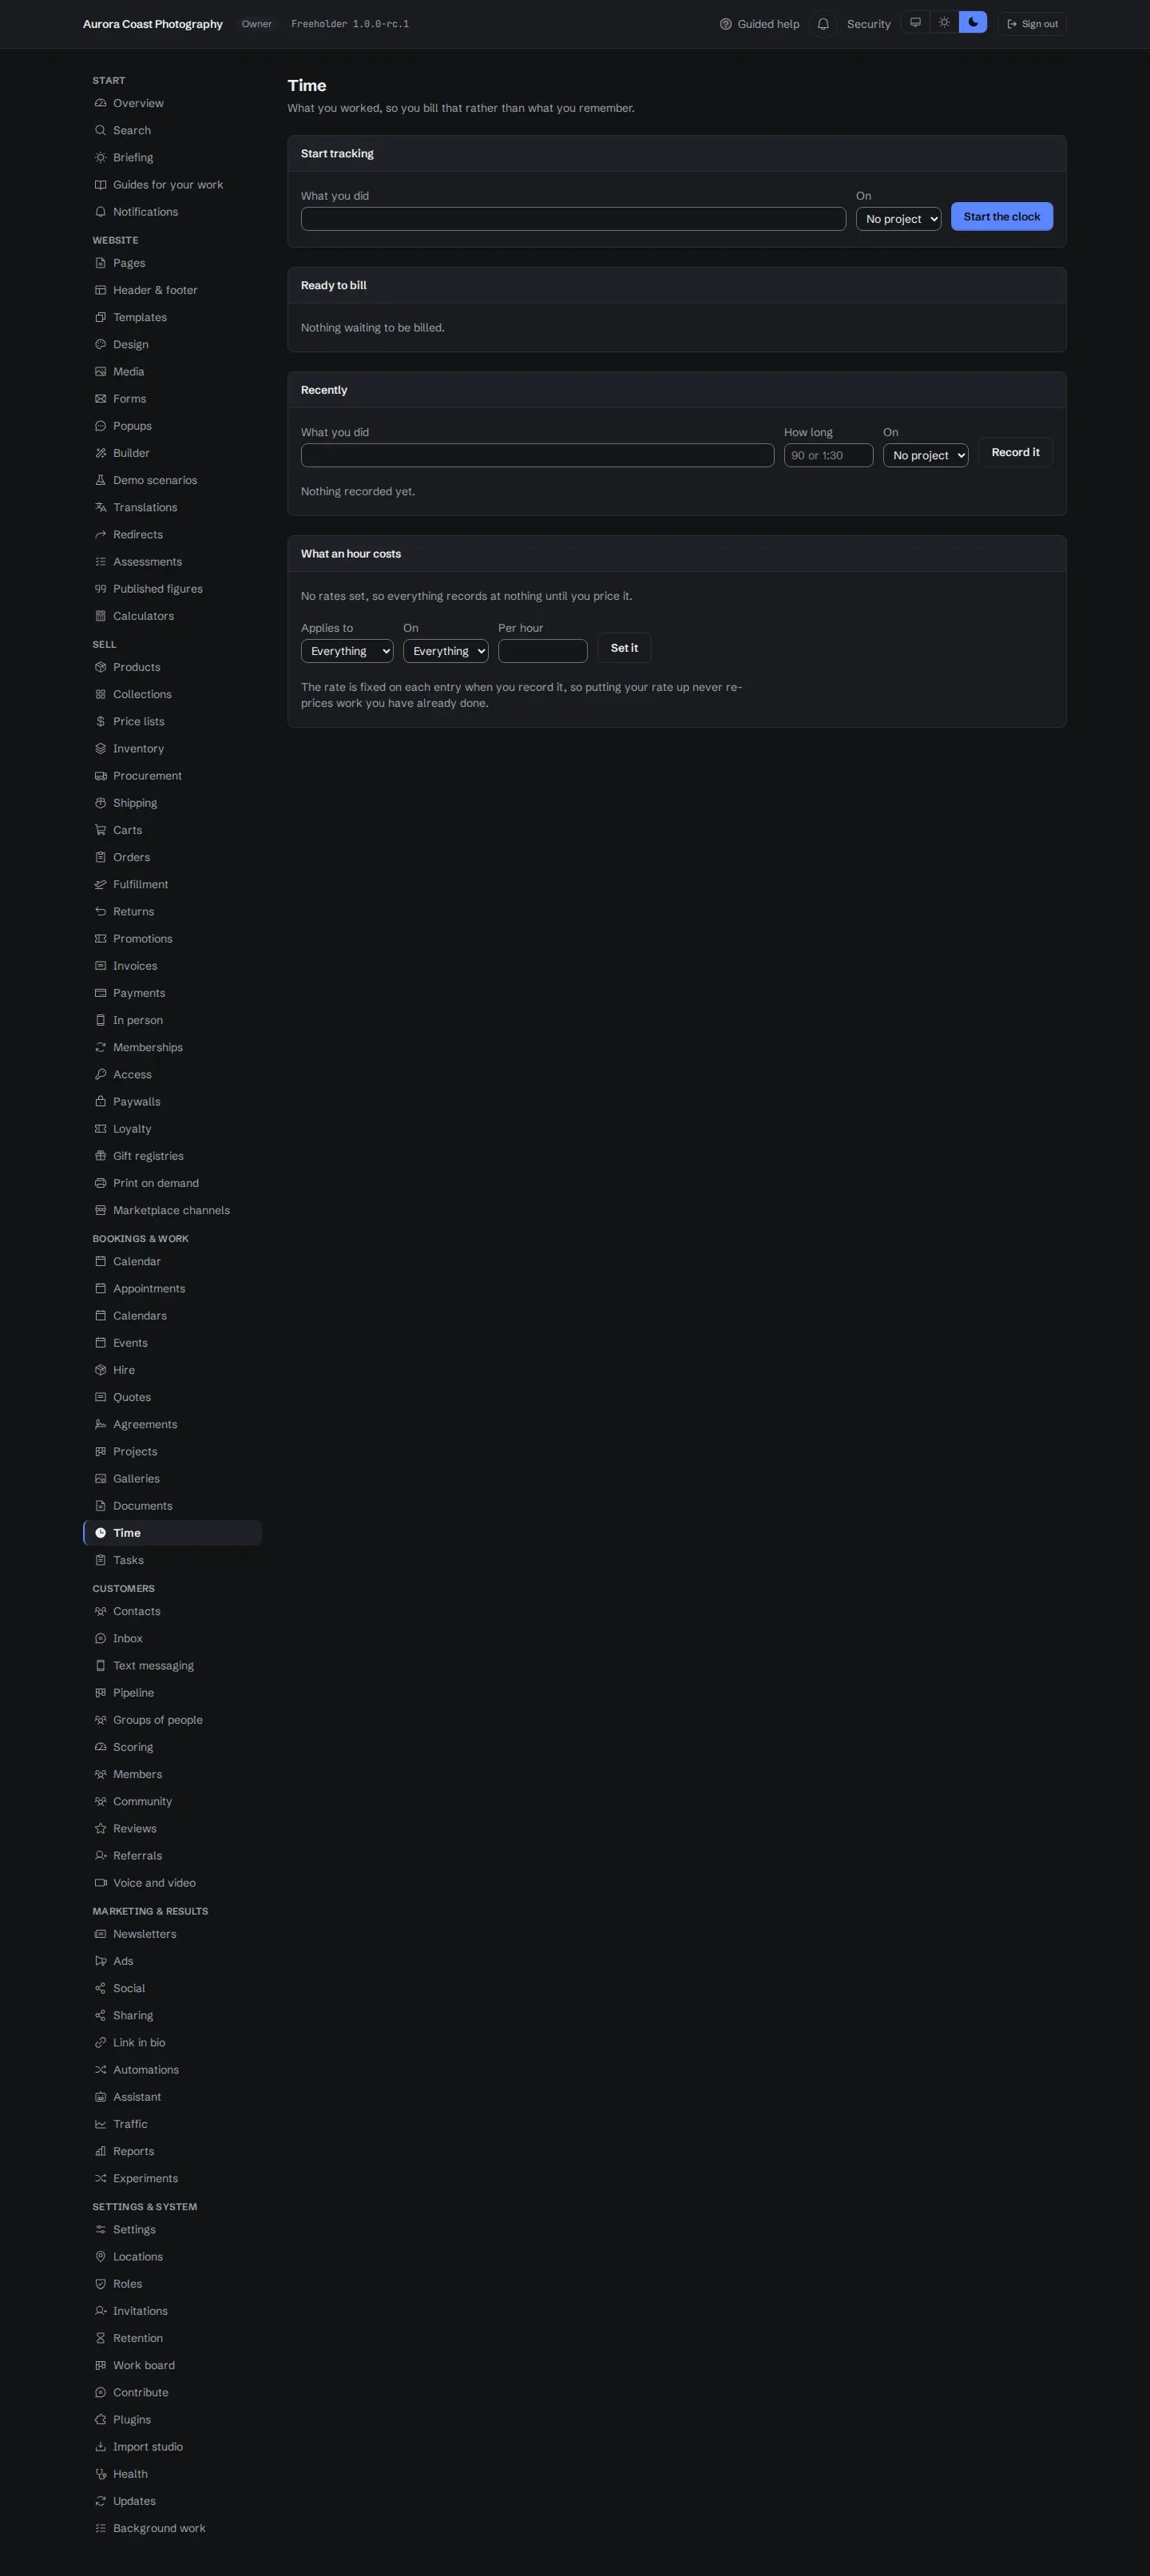 Aurora Coast Photography Owner Freeholder 1.0.0-rc.1 Guided help Security Sign out
START
Overview
Search
Briefing
Guides for your work
Notifications
WEBSITE
Pages
Header & footer
Templates
Design
Media
Forms
Popups
Builder
Demo scenarios
Translations
Redirects
Assessments
Published figures
Calculators
SELL
Products
Collections
Price lists
Inventory
Procurement
Shipping
Carts
Orders
Fulfillment
Returns
Promotions
Invoices
Payments
In person
Memberships
Access
Paywalls
Loyalty
Gift registries
Print on demand
Marketplace channels
BOOKINGS & WORK
Calendar
Appointments
Calendars
Events
Hire
Quotes
Agreements
Projects
Galleries
Documents
Time
Tasks
CUSTOMERS
Contacts
Inbox
Text messaging
Pipeline
Groups of people
Scoring
Members
Community
Reviews
Referrals
Voice and video
MARKETING & RESULTS
Newsletters
Ads
Social
Sharing
Link in bio
Automations
Assistant
Traffic
Reports
Experiments
SETTINGS & SYSTEM
Settings
Locations
Roles
Invitations
Retention
Work board
Contribute
Plugins
Import studio
Health
Updates
Background work
Time
What you worked, so you bill that rather than what you remember.
Start tracking
What you did On
No project Start the clock
Ready to bill
Nothing waiting to be billed.
Recently
What you did How long On
90 or 1:30 No project Record it
Nothing recorded yet.
What an hour costs
No rates set, so everything records at nothing until you price it.
Applies to On Per hour
Everything Everything Set it
The rate is fixed on each entry when you record it, so putting your rate up never re-
prices work you have already done.